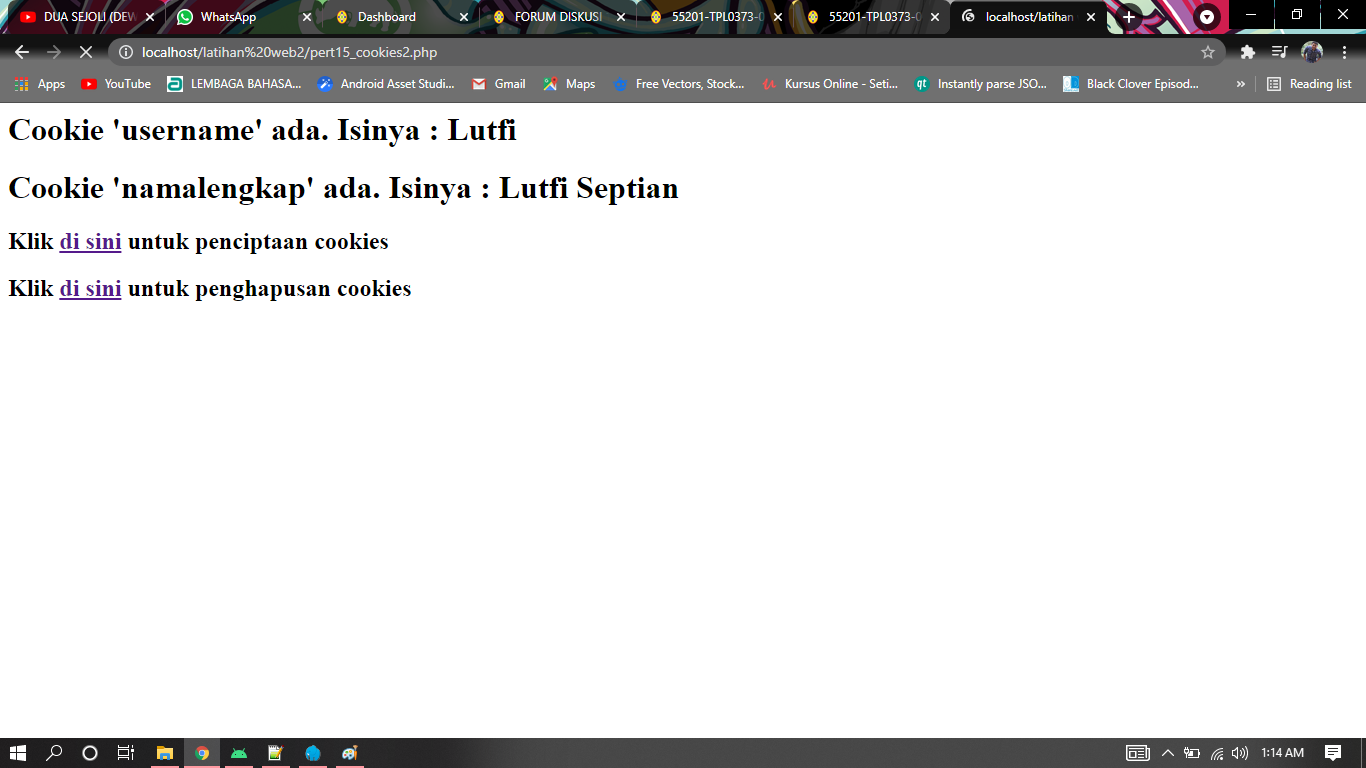 DUA SEJOLI (DEW
WhatsApp
Dashboard
FORUM DISKUSI
55201-TPL0373-0
55201-TPL0373-0
localhost/latihan
localhost/latihan%20web2/pert15_cookies2.php
Apps
YouTube
LEMBAGA BAHASA...
Android Asset Studi...
Gmail
Maps
Free Vectors, Stock...
Kursus Online - Seti...
qt
Instantly parse JSO...
Black Clover Episod...
»
Reading list
Cookie 'username' ada. Isinya : Lutfi
Cookie 'namalengkap' ada. Isinya : Lutfi Septian
Klik di sini untuk penciptaan cookies
Klik di sini untuk penghapusan cookies
1:14 AM